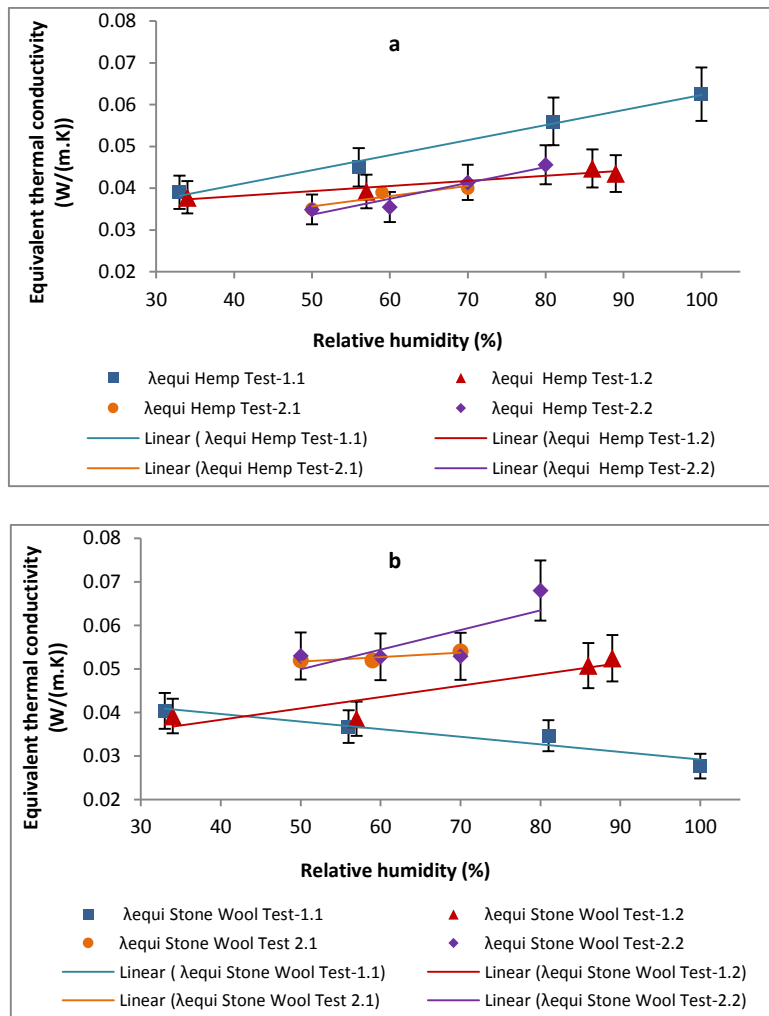 a
0.08
0.07
0.06
0.05
0.04
0.03
0.02
Equivalent thermal conductivity
(W/(m.K))
30 40 50 60 70 80 90 100
Relative humidity (%)
λequi Hemp Test-1.1 λequi  Hemp Test-1.2
λequi Hemp Test-2.1 λequi  Hemp Test-2.2
Linear ( λequi Hemp Test-1.1) Linear (λequi  Hemp Test-1.2)
Linear (λequi Hemp Test-2.1) Linear (λequi  Hemp Test-2.2)
b
0.08
0.07
0.06
0.05
0.04
0.03
0.02
Equivalent thermal conductivity
(W/(m.K))
30 40 50 60 70 80 90 100
Relative humidity (%)
λequi Stone Wool Test-1.1 λequi Stone Wool Test-1.2
λequi Stone Wool Test 2.1 λequi Stone Wool Test-2.2
Linear ( λequi Stone Wool Test-1.1) Linear (λequi Stone Wool Test-1.2)
Linear (λequi Stone Wool Test 2.1) Linear (λequi Stone Wool Test-2.2)